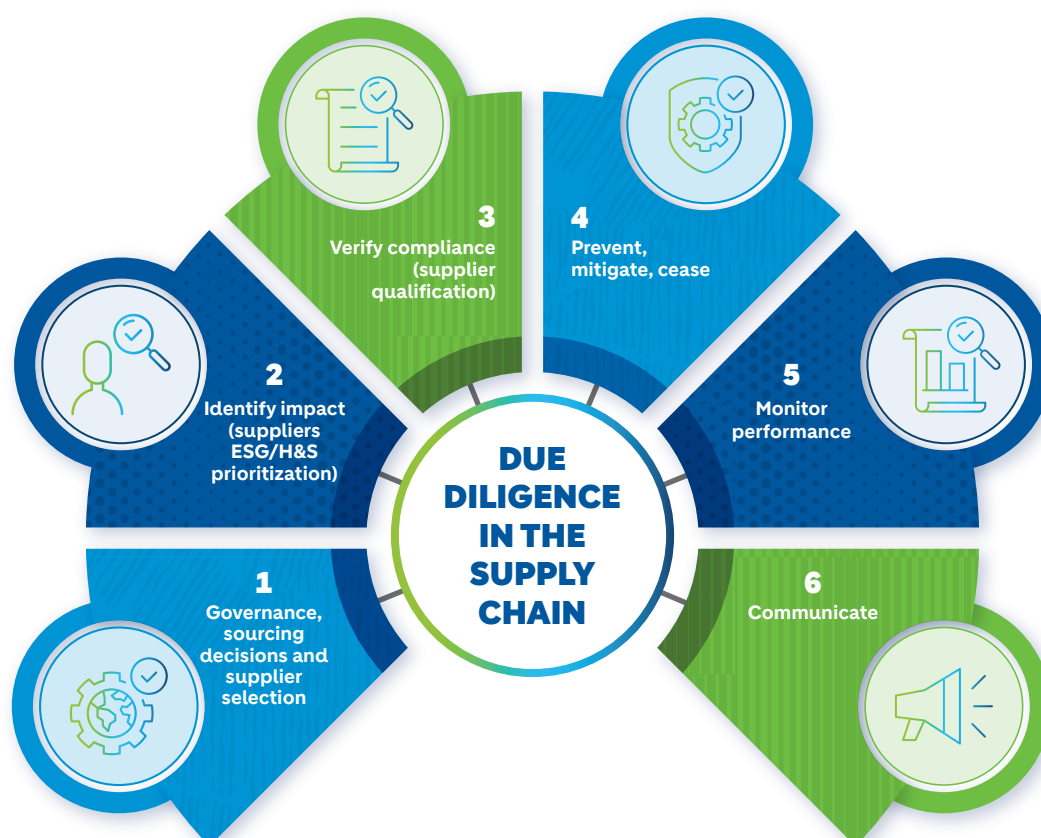 DUE
DILIGENCE
IN THE
SUPPLY
CHAIN
1
Governance,
sourcing
decisions and
supplier
selection
2
Identify impact
(suppliers
ESG/H&S
prioritization)
3
Verify compliance
(supplier
qualification)
4
Prevent,
mitigate, cease
5
Monitor
performance
6
Communicate